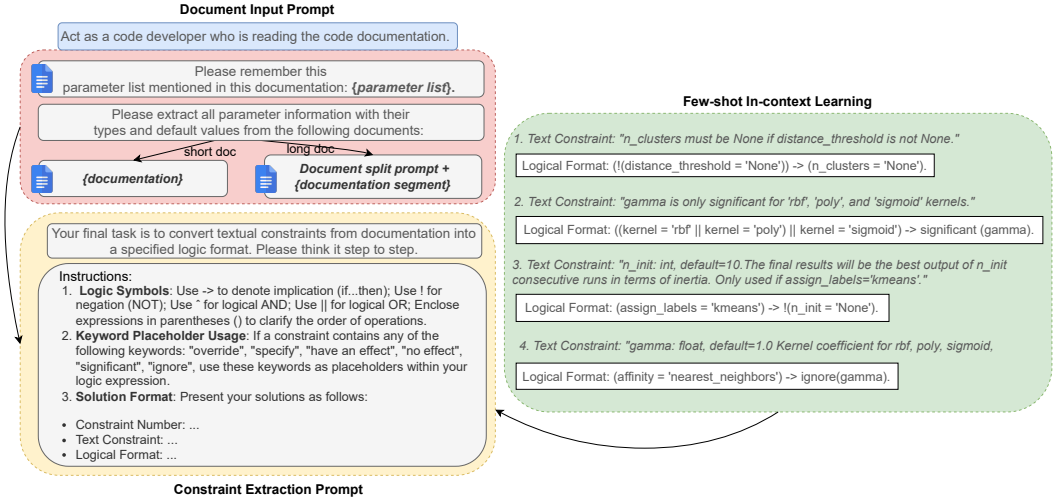 Document Input Prompt
Act as a code developer who is reading the code documentation.
Please remember this
parameter list mentioned in this documentation: {parameter list}.
Please extract all parameter information with their
types and default values from the following documents:
short doc
long doc
{documentation}
Document split prompt +
{documentation segment}
Your final task is to convert textual constraints from documentation into
a specified logic format. Please think it step to step.
Instructions:
1. Logic Symbols: Use -> to denote implication (if...then); Use ! for
negation (NOT); Use ˆ for logical AND; Use || for logical OR; Enclose
expressions in parentheses () to clarify the order of operations.
2. Keyword Placeholder Usage: If a constraint contains any of the
following keywords: "override", "specify", "have an effect", "no effect",
"significant", "ignore", use these keywords as placeholders within your
logic expression.
3. Solution Format: Present your solutions as follows:
• Constraint Number: ...
• Text Constraint: ...
• Logical Format: ...
Constraint Extraction Prompt
Few-shot In-context Learning
1. Text Constraint: "n_clusters must be None if distance_threshold is not None."
Logical Format: (!(distance_threshold = 'None')) -> (n_clusters = 'None').
2. Text Constraint: "gamma is only significant for 'rbf', 'poly', and 'sigmoid' kernels."
Logical Format: ((kernel = 'rbf' || kernel = 'poly') || kernel = 'sigmoid') -> significant (gamma).
3. Text Constraint: "n_init: int, default=10.The final results will be the best output of n_init
consecutive runs in terms of inertia. Only used if assign_labels='kmeans'."
Logical Format: (assign_labels = 'kmeans') -> !(n_init = 'None').
4. Text Constraint: "gamma: float, default=1.0 Kernel coefficient for rbf, poly, sigmoid,
Logical Format: (affinity = 'nearest_neighbors') -> ignore(gamma).